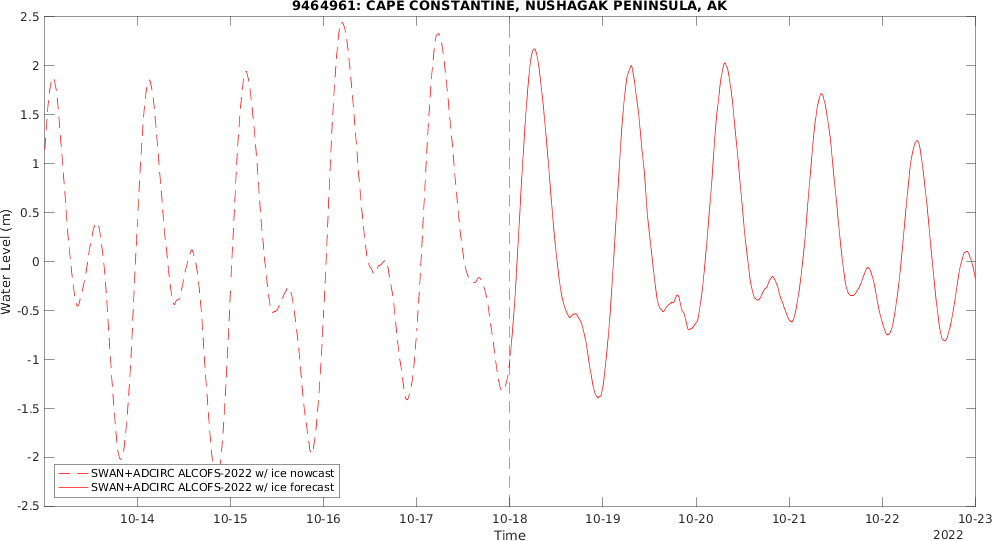 9464961: CAPE CONSTANTINE, NUSHAGAK PENINSULA, AK
2.5
2
1.5
1
0.5
0
-0.5
-1
-1.5
-2
-2.5
Water Level (m)
SWAN+ADCIRC ALCOFS-2022 w/ ice nowcast
SWAN+ADCIRC ALCOFS-2022 w/ ice forecast
10-14 10-15 10-16 10-17 10-18 10-19 10-20 10-21 10-22 10-23
Time
2022